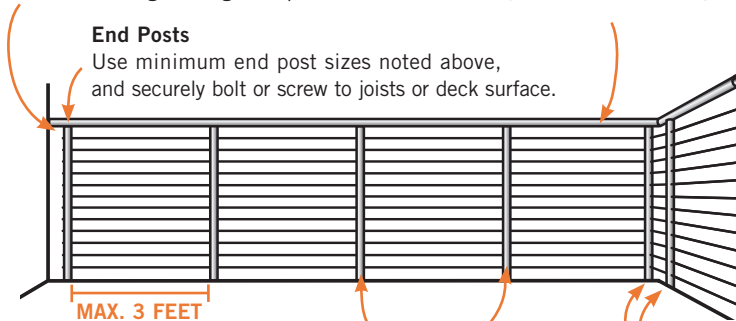 End Posts
Use minimum end post sizes noted above,
and securely bolt or screw to joists or deck surface.
MAX. 3 FEET